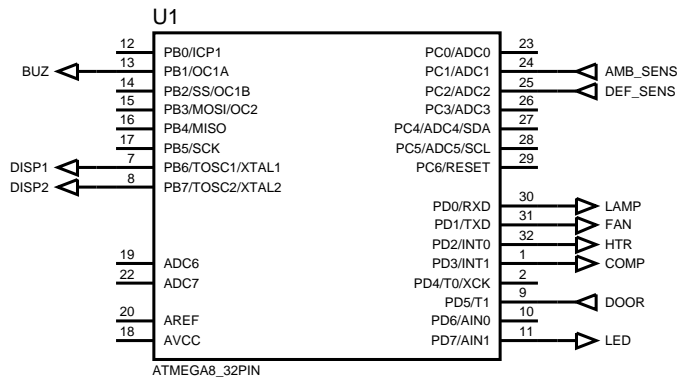 U1
12 PB0/ICP1 PC0/ADC0 23
BUZ 13 PB1/OC1A PC1/ADC1 24 AMB_SENS
14 PB2/SS/OC1B PC2/ADC2 25 DEF_SENS
15 PB3/MOSI/OC2 PC3/ADC3 26
16 PB4/MISO PC4/ADC4/SDA 27
17 PB5/SCK PC5/ADC5/SCL 28
DISP1 7 PB6/TOSC1/XTAL1 PC6/RESET 29
DISP2 8 PB7/TOSC2/XTAL2
PD0/RXD 30 LAMP
PD1/TXD 31 FAN
PD2/INT0 32 HTR
19 ADC6 PD3/INT1 1 COMP
22 ADC7 PD4/T0/XCK 2
PD5/T1 9 DOOR
20 AREF PD6/AIN0 10
18 AVCC PD7/AIN1 11 LED
ATMEGA8_32PIN